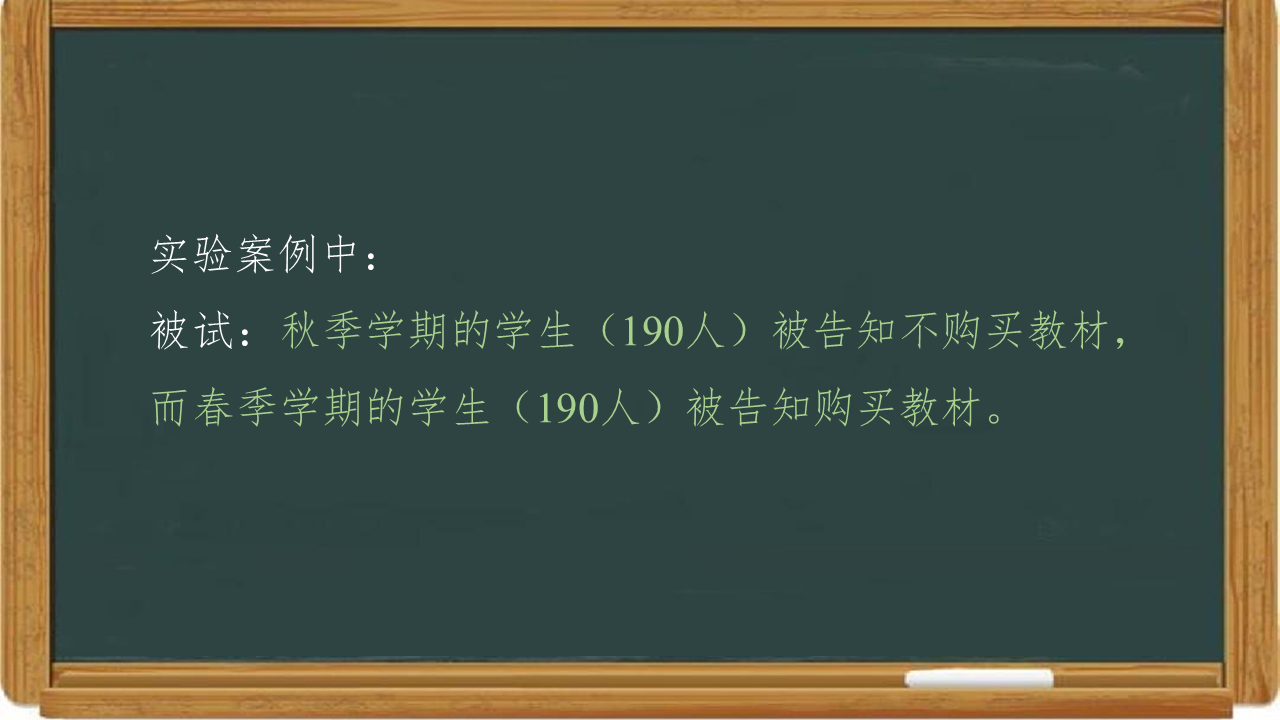 实验案例中：
被试：秋季学期的学生（190人）被告知不购买教材，
而春季学期的学生（190人）被告知购买教材。